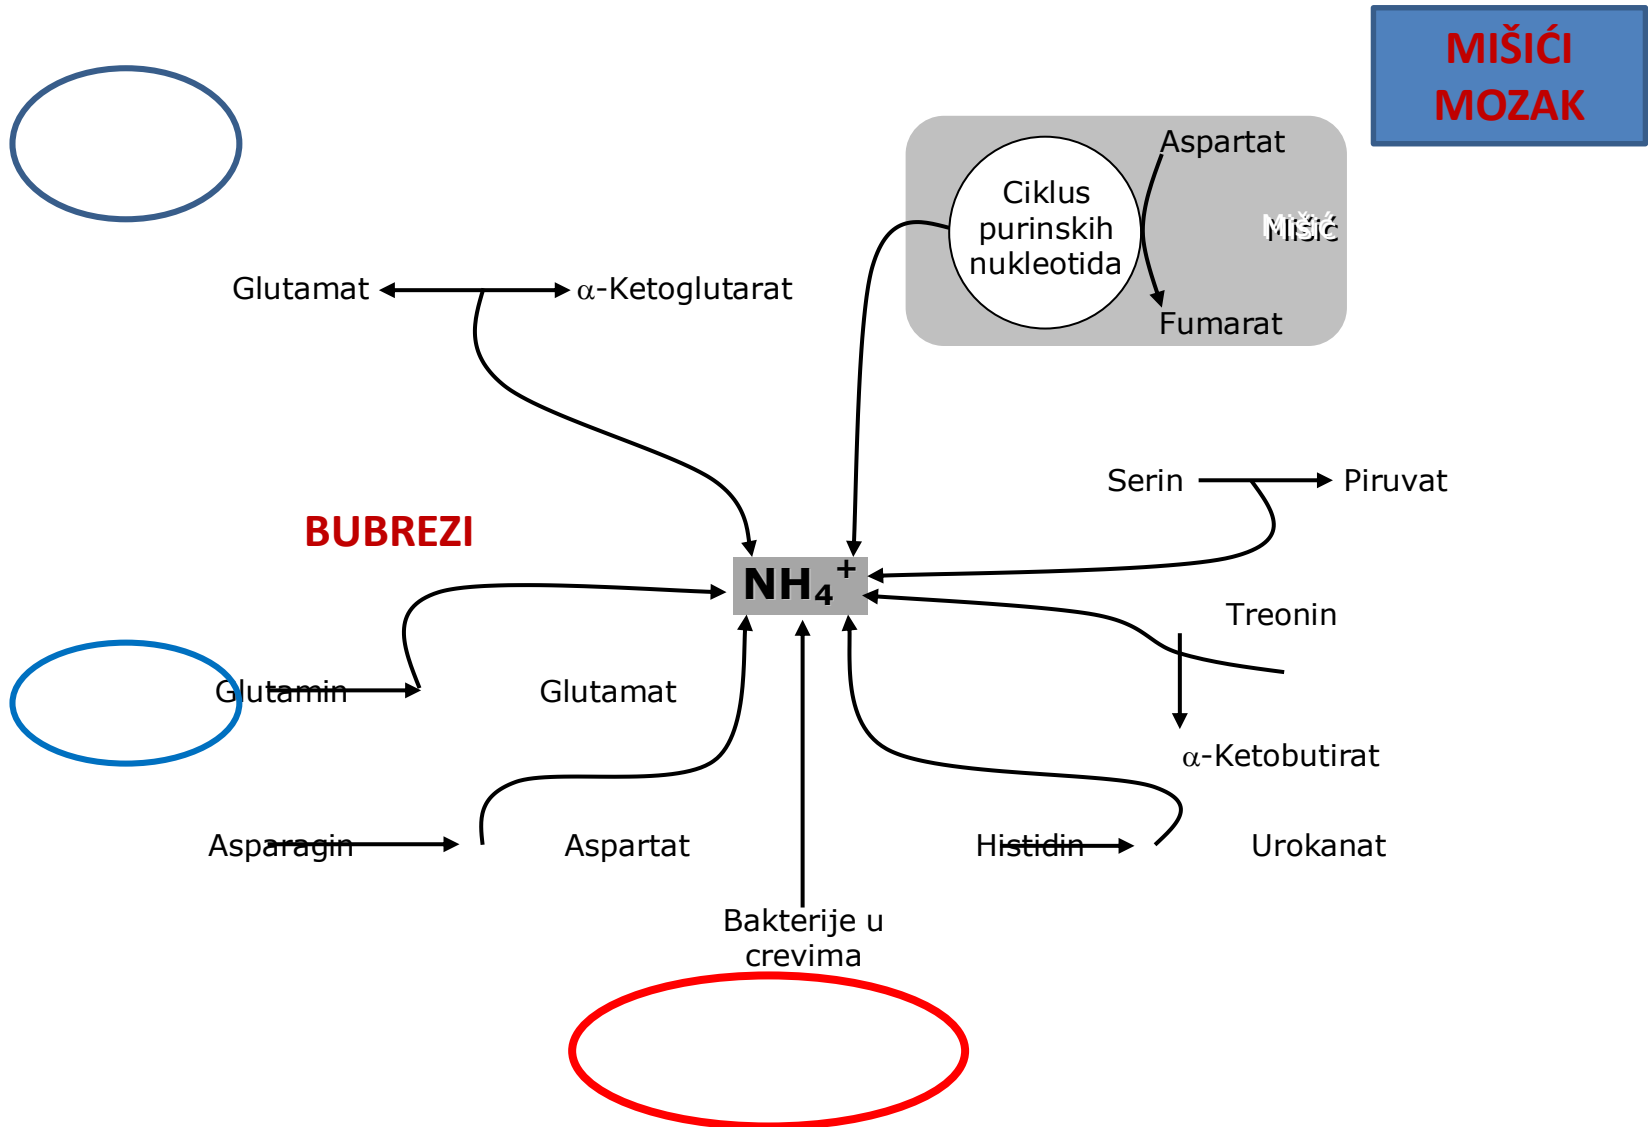 MIŠIĆI
MOZAK
Aspartat
Ciklus
purinskih
nukleotida
Mišić
Fumarat
Glutamat
α-Ketoglutarat
Serin
Piruvat
BUBREZI
NH₄⁺
Treonin
Glutamin
Glutamat
α-Ketobutirat
Asparagin
Aspartat
Histidin
Urokanat
Bakterije u
crevima